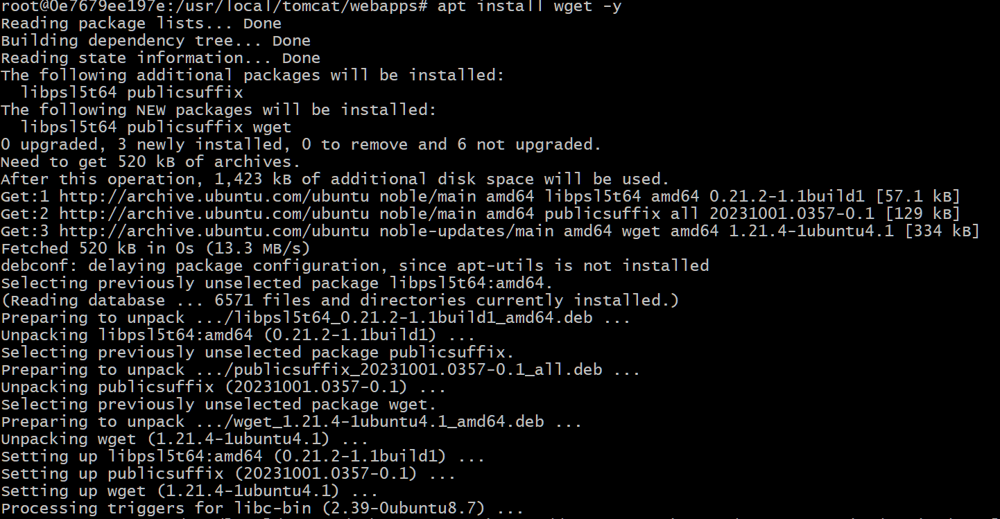 root@0e7679ee197e:/usr/local/tomcat/webapps# apt install wget -y
Reading package lists... Done
Building dependency tree... Done
Reading state information... Done
The following additional packages will be installed:
  libpsl5t64 publicsuffix
The following NEW packages will be installed:
  libpsl5t64 publicsuffix wget
0 upgraded, 3 newly installed, 0 to remove and 6 not upgraded.
Need to get 520 kB of archives.
After this operation, 1,423 kB of additional disk space will be used.
Get:1 http://archive.ubuntu.com/ubuntu noble/main amd64 libpsl5t64 amd64 0.21.2-1.1build1 [57.1 kB]
Get:2 http://archive.ubuntu.com/ubuntu noble/main amd64 publicsuffix all 20231001.0357-0.1 [129 kB]
Get:3 http://archive.ubuntu.com/ubuntu noble-updates/main amd64 wget amd64 1.21.4-1ubuntu4.1 [334 kB]
Fetched 520 kB in 0s (13.3 MB/s)
debconf: delaying package configuration, since apt-utils is not installed
Selecting previously unselected package libpsl5t64:amd64.
(Reading database ... 6571 files and directories currently installed.)
Preparing to unpack .../libpsl5t64_0.21.2-1.1build1_amd64.deb ...
Unpacking libpsl5t64:amd64 (0.21.2-1.1build1) ...
Selecting previously unselected package publicsuffix.
Preparing to unpack .../publicsuffix_20231001.0357-0.1_all.deb ...
Unpacking publicsuffix (20231001.0357-0.1) ...
Selecting previously unselected package wget.
Preparing to unpack .../wget_1.21.4-1ubuntu4.1_amd64.deb ...
Unpacking wget (1.21.4-1ubuntu4.1) ...
Setting up libpsl5t64:amd64 (0.21.2-1.1build1) ...
Setting up publicsuffix (20231001.0357-0.1) ...
Setting up wget (1.21.4-1ubuntu4.1) ...
Processing triggers for libc-bin (2.39-0ubuntu8.7) ...